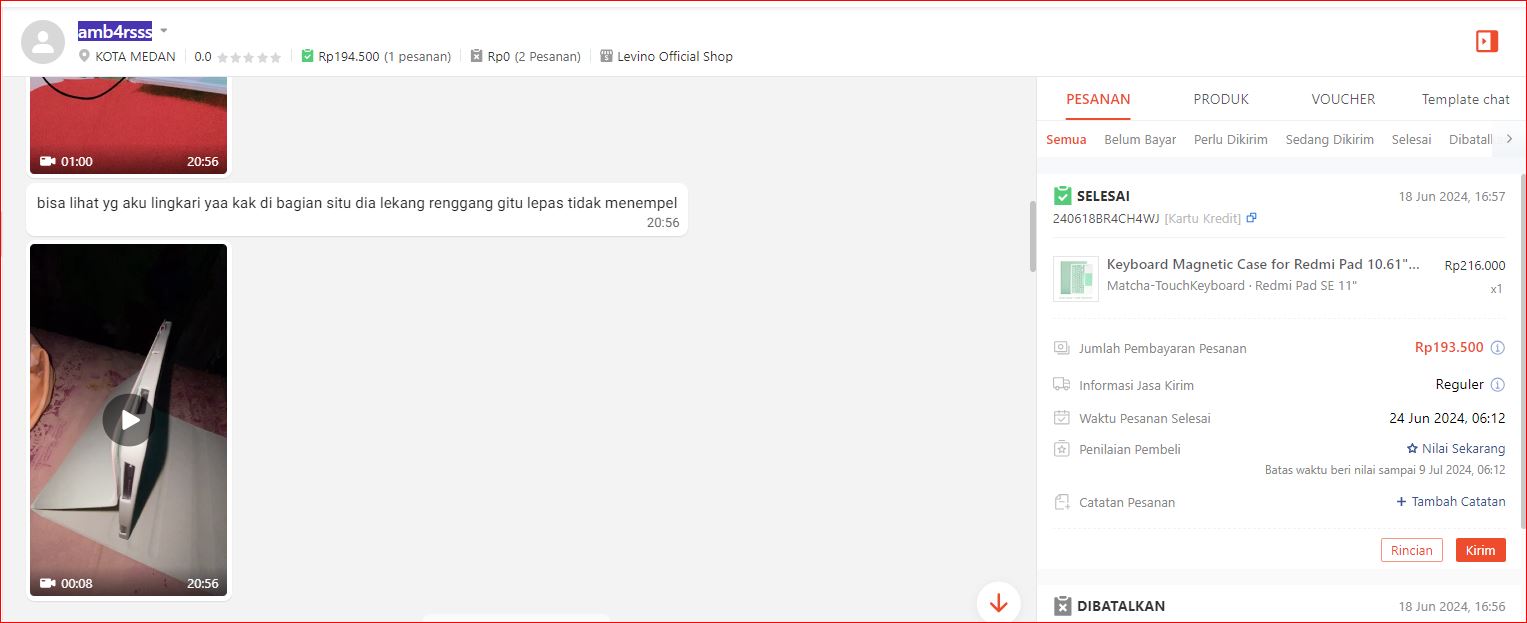 amb4rsss
KOTA MEDAN 0.0 Rp194.500 (1 pesanan) Rp0 (2 Pesanan) Levino Official Shop
01:00 20:56
bisa lihat yg aku lingkari yaa kak di bagian situ dia lekang renggang gitu lepas tidak menempel
20:56
00:08 20:56
PESANAN PRODUK VOUCHER Template chat
Semua Belum Bayar Perlu Dikirim Sedang Dikirim Selesai Dibatall
SELESAI 18 Jun 2024, 16:57
240618BR4CH4WJ [Kartu Kredit]
Keyboard Magnetic Case for Redmi Pad 10.61"... Rp216.000
Matcha-TouchKeyboard · Redmi Pad SE 11" x1
Jumlah Pembayaran Pesanan Rp193.500
Informasi Jasa Kirim Reguler
Waktu Pesanan Selesai 24 Jun 2024, 06:12
Penilaian Pembeli Nilai Sekarang
Batas waktu beri nilai sampai 9 Jul 2024, 06:12
Catatan Pesanan + Tambah Catatan
Rincian Kirim
DIBATALKAN 18 Jun 2024, 16:56